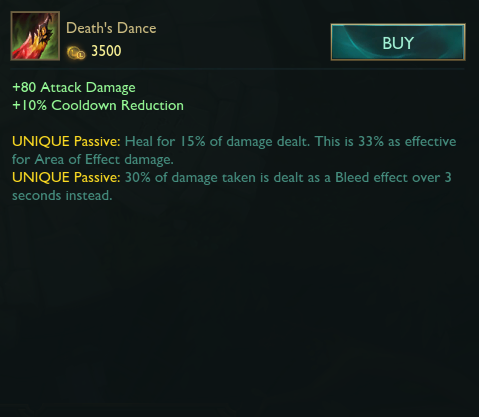 Death's Dance
3500
BUY
+80 Attack Damage
+10% Cooldown Reduction
UNIQUE Passive: Heal for 15% of damage dealt. This is 33% as effective
for Area of Effect damage.
UNIQUE Passive: 30% of damage taken is dealt as a Bleed effect over 3
seconds instead.